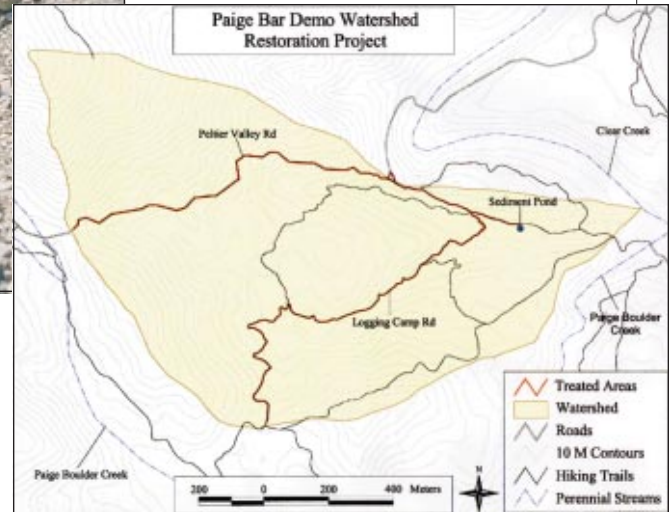 Paige Bar Demo Watershed
Restoration Project
Peltier Valley Rd
Clear Creek
Sediment Pond
Logging Camp Rd
Paige Boulder
Creek
Paige Boulder Creek
Treated Areas
Watershed
Roads
10 M Contours
Hiking Trails
Perennial Streams
200 0 200 400 Meters
N